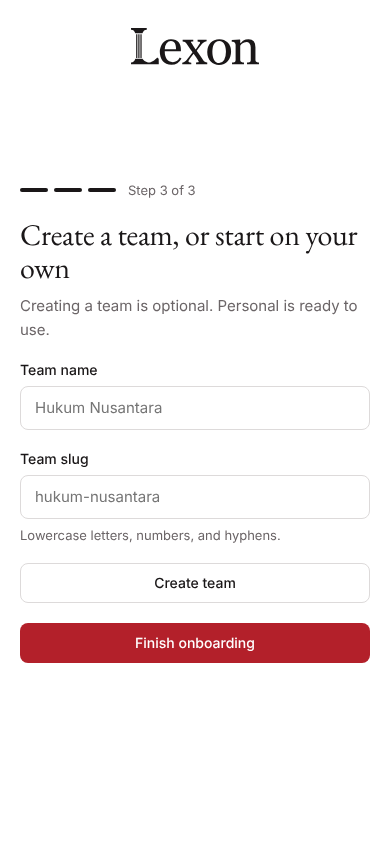 Lexon
Step 3 of 3
Create a team, or start on your
own
Creating a team is optional. Personal is ready to
use.
Team name
Hukum Nusantara
Team slug
hukum-nusantara
Lowercase letters, numbers, and hyphens.
Create team
Finish onboarding